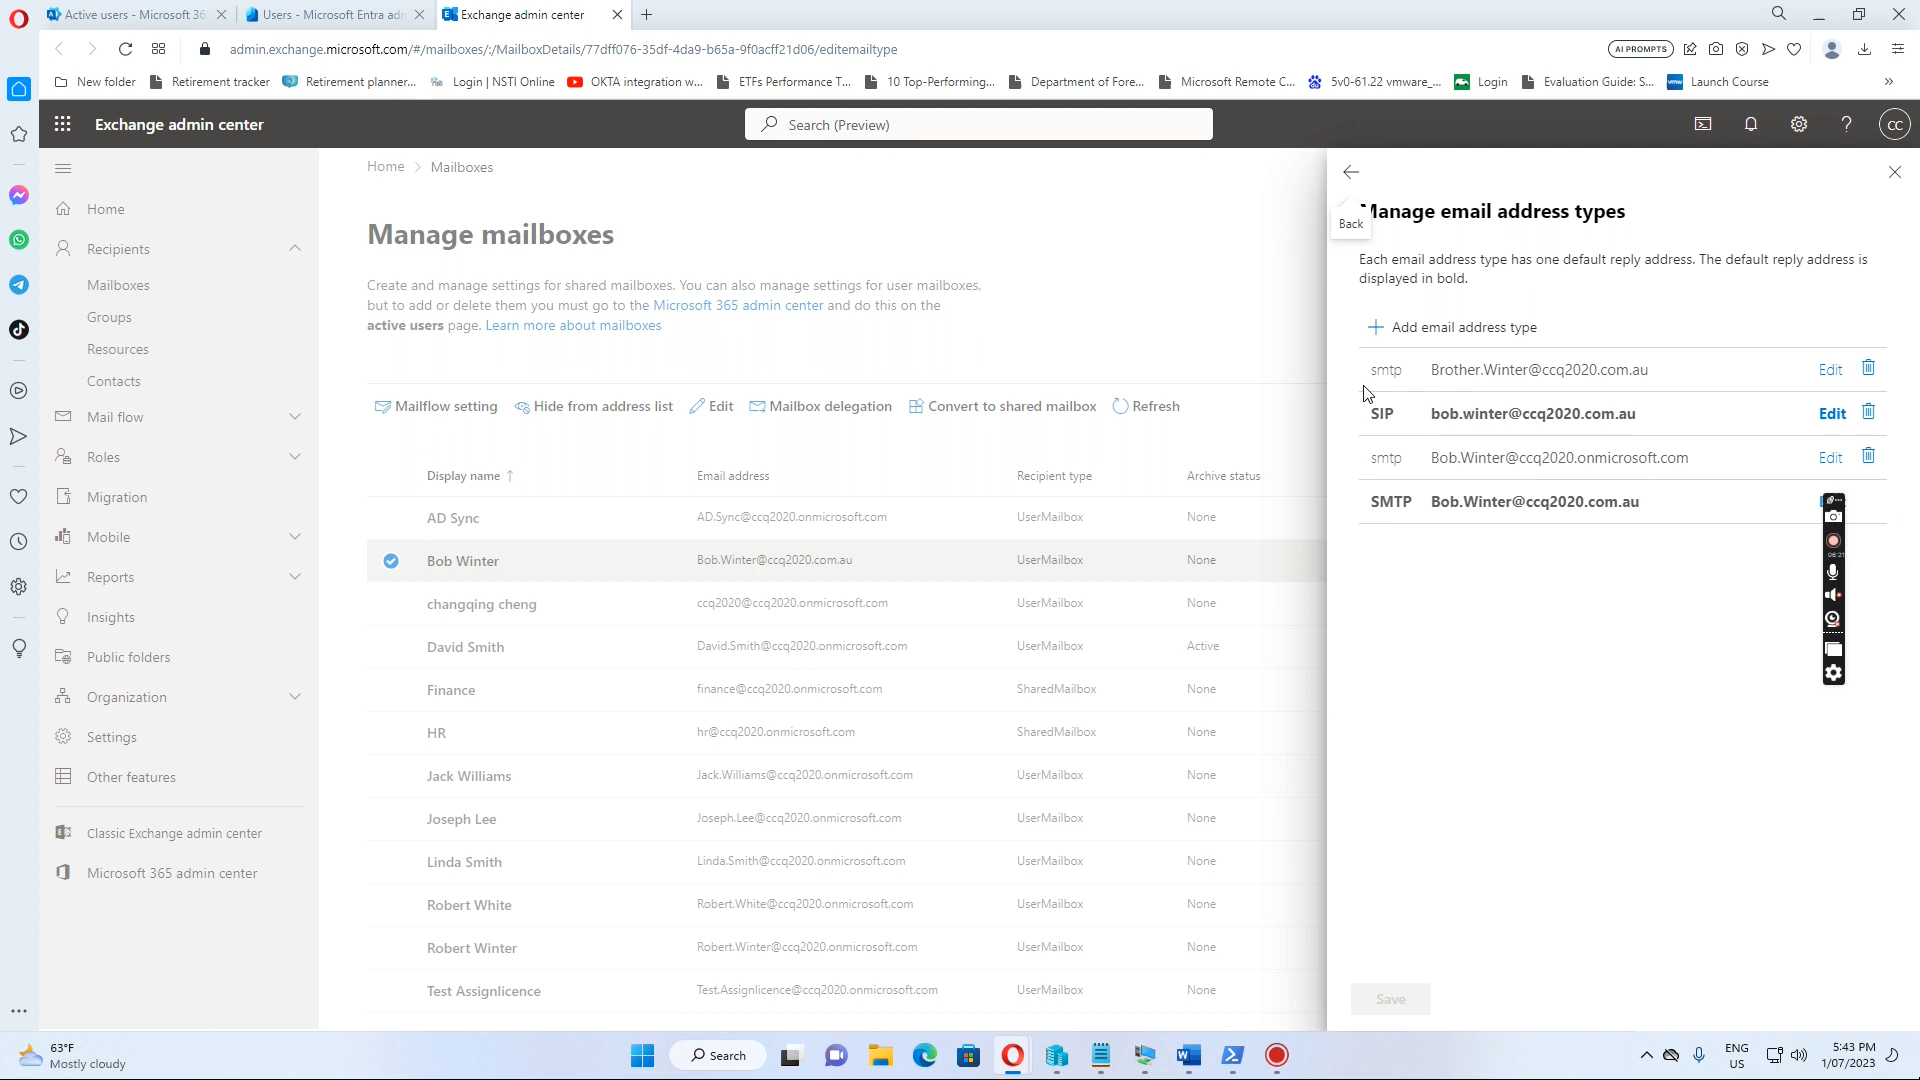 Active users - Microsoft 36
Users - Microsoft Entra adm
Exchange admin center
admin.exchange.microsoft.com/#/mailboxes/:/MailboxDetails/77dff076-35df-4da9-b65a-9f0acff21d06/editemailtype
AI PROMPTS
New folder
Retirement tracker
Retirement planner...
Login | NSTI Online
OKTA integration w...
ETFs Performance T...
10 Top-Performing...
Department of Fore...
Microsoft Remote C...
5v0-61.22 vmware_...
Login
Evaluation Guide: S...
Launch Course
Exchange admin center
Search (Preview)
CC
Home
Recipients
Mailboxes
Groups
Resources
Contacts
Mail flow
Roles
Migration
Mobile
Reports
Insights
Public folders
Organization
Settings
Other features
Classic Exchange admin center
Microsoft 365 admin center
Home > Mailboxes
Manage mailboxes
Create and manage settings for shared mailboxes. You can also manage settings for user mailboxes,
but to add or delete them you must go to the Microsoft 365 admin center and do this on the
active users page. Learn more about mailboxes
Mailflow setting
Hide from address list
Edit
Mailbox delegation
Convert to shared mailbox
Refresh
Display name ↑ Email address Recipient type Archive status
AD Sync AD.Sync@ccq2020.onmicrosoft.com UserMailbox None
Bob Winter Bob.Winter@ccq2020.com.au UserMailbox None
changqing cheng ccq2020@ccq2020.onmicrosoft.com UserMailbox None
David Smith David.Smith@ccq2020.onmicrosoft.com UserMailbox Active
Finance finance@ccq2020.onmicrosoft.com SharedMailbox None
HR hr@ccq2020.onmicrosoft.com SharedMailbox None
Jack Williams Jack.Williams@ccq2020.onmicrosoft.com UserMailbox None
Joseph Lee Joseph.Lee@ccq2020.onmicrosoft.com UserMailbox None
Linda Smith Linda.Smith@ccq2020.onmicrosoft.com UserMailbox None
Robert White Robert.White@ccq2020.onmicrosoft.com UserMailbox None
Robert Winter Robert.Winter@ccq2020.onmicrosoft.com UserMailbox None
Test Assignlicence Test.Assignlicence@ccq2020.onmicrosoft.com UserMailbox None
Back
Manage email address types
Each email address type has one default reply address. The default reply address is
displayed in bold.
Add email address type
smtp Brother.Winter@ccq2020.com.au Edit
SIP bob.winter@ccq2020.com.au Edit
smtp Bob.Winter@ccq2020.onmicrosoft.com Edit
SMTP Bob.Winter@ccq2020.com.au
08:21
Save
63°F
Mostly cloudy
Search
ENG
US
5:43 PM
1/07/2023